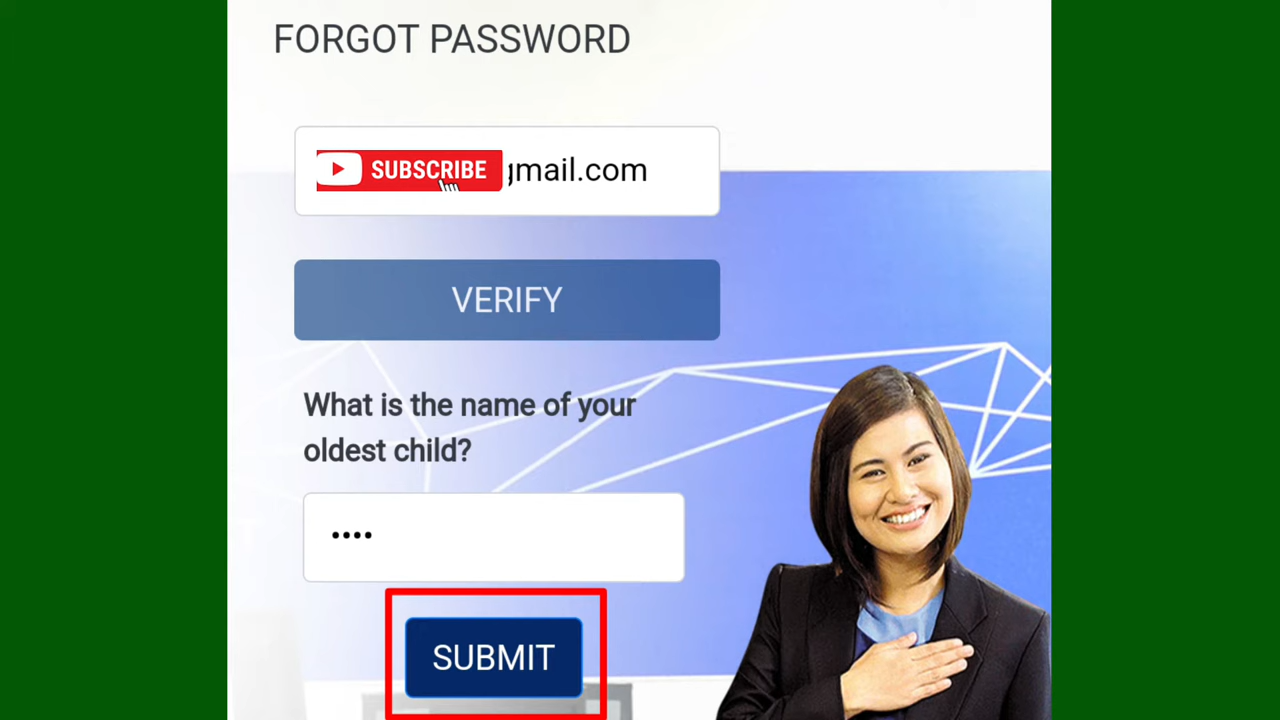 FORGOT PASSWORD
SUBSCRIBE gmail.com
VERIFY
What is the name of your
oldest child?
••••
SUBMIT